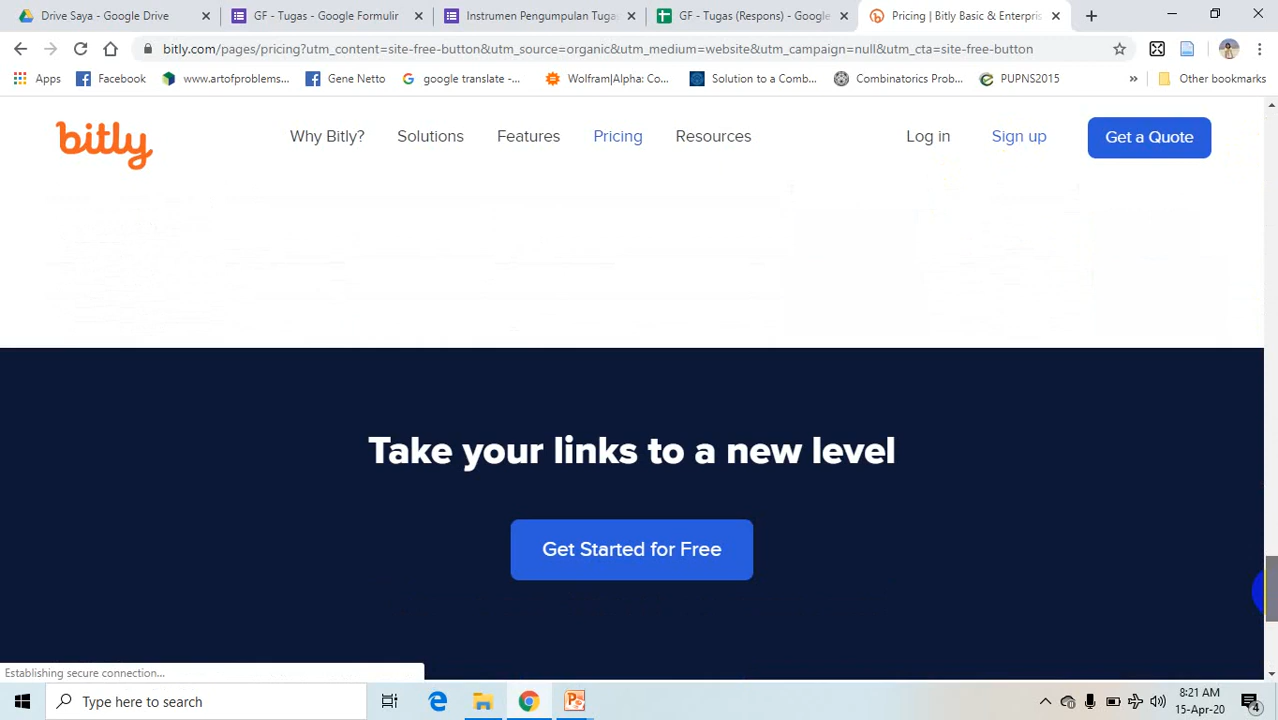 Drive Saya - Google Drive
GF - Tugas - Google Formuli
Instrumen Pengumpulan Tugas
GF - Tugas (Respons) - Google
Pricing | Bitly Basic & Enterpris
bitly.com/pages/pricing?utm_content=site-free-button&utm_source=organic&utm_medium=website&utm_campaign=null&utm_cta=site-free-button
Apps
Facebook
www.artofproblems...
Gene Netto
google translate -...
Wolfram|Alpha: Co...
Solution to a Comb...
Combinatorics Prob...
PUPNS2015
Other bookmarks
bitly
Why Bitly?
Solutions
Features
Pricing
Resources
Log in
Sign up
Get a Quote
Take your links to a new level
Get Started for Free
Establishing secure connection...
Type here to search
8:21 AM
15-Apr-20
4